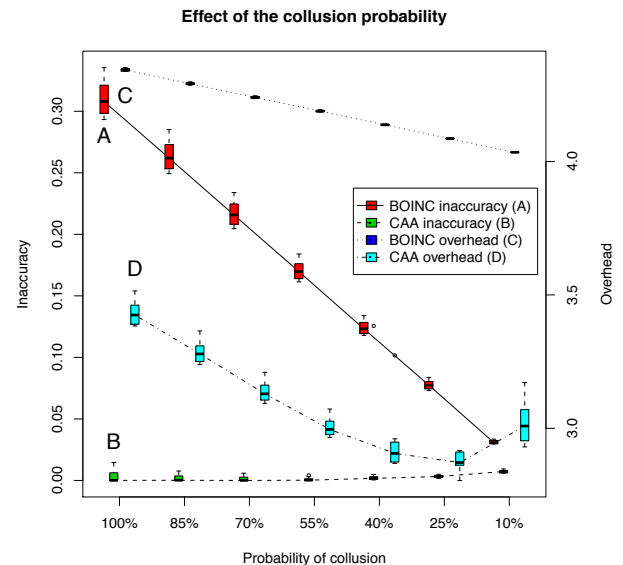 Effect of the collusion probability
C
A
D
B
BOINC inaccuracy (A)
CAA inaccuracy (B)
BOINC overhead (C)
CAA overhead (D)
Inaccuracy
0.30
0.25
0.20
0.15
0.10
0.05
0.00
Overhead
4.0
3.5
3.0
100% 85% 70% 55% 40% 25% 10%
Probability of collusion